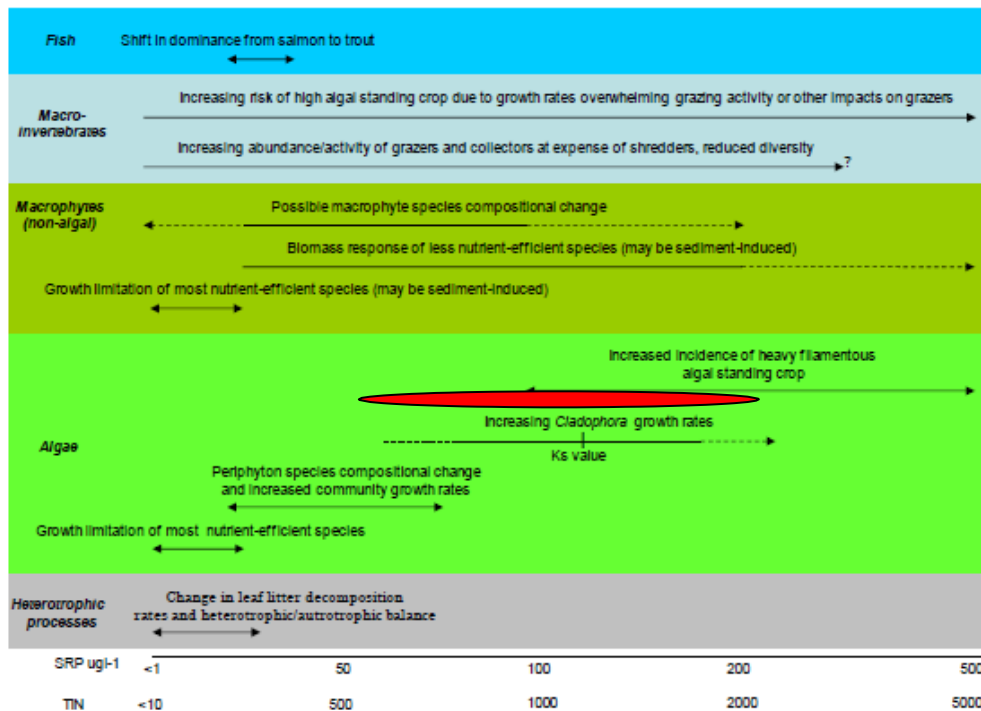 Fish
Shift in dominance from salmon to trout
Increasing risk of high algal standing crop due to growth rates overwhelming grazing activity or other impacts on grazers
Macro-
invertebrates
Increasing abundance/activity of grazers and collectors at expense of shredders, reduced diversity
?
Macrophytes
(non-algal)
Possible macrophyte species compositional change
Biomass response of less nutrient-efficient species (may be sediment-induced)
Growth limitation of most nutrient-efficient species (may be sediment-induced)
Increased incidence of heavy filamentous
algal standing crop
Increasing Cladophora growth rates
Ks value
Algae
Periphyton species compositional change
and increased community growth rates
Growth limitation of most nutrient-efficient species
Heterotrophic
processes
Change in leaf litter decomposition
rates and heterotrophic/autrotrophic balance
SRP ugl-1 <1 50 100 200 500
TIN <10 500 1000 2000 5000